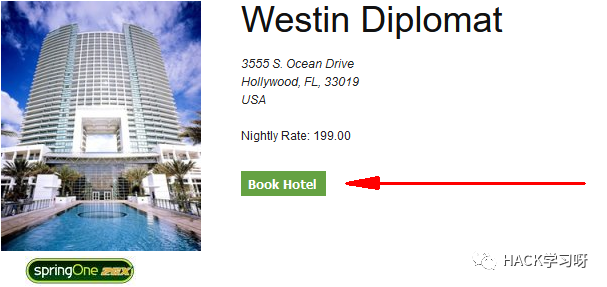 Westin Diplomat
3555 S. Ocean Drive
Hollywood, FL, 33019
USA
Nightly Rate: 199.00
Book Hotel
springOne 2GX
HACK学习呀